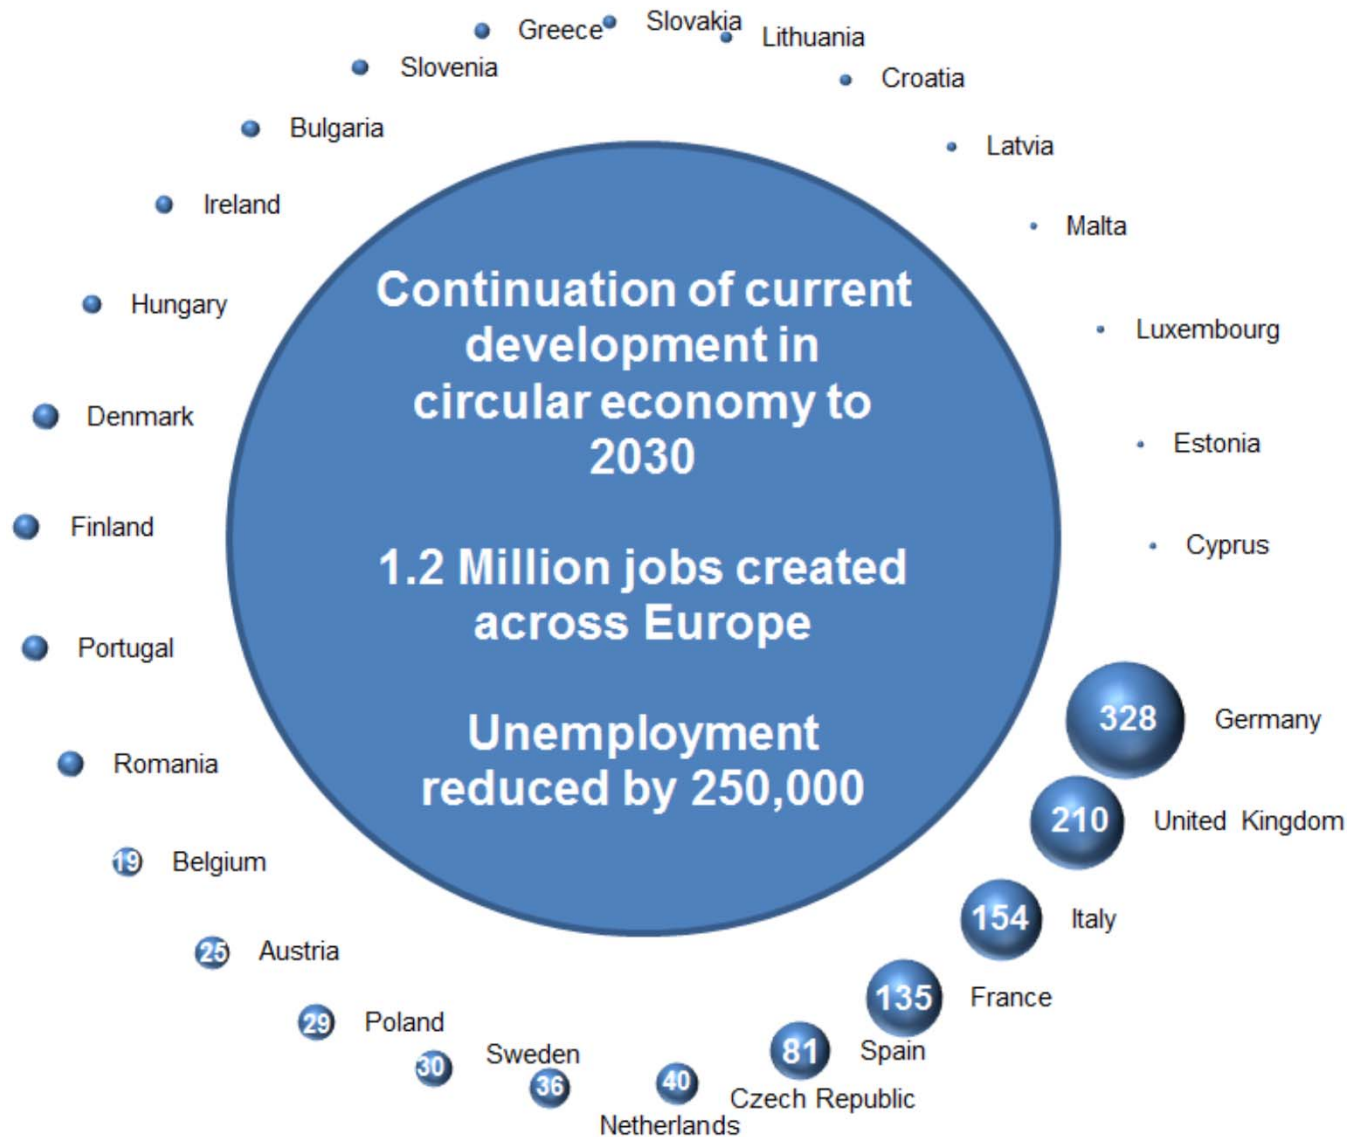 Greece
Slovakia
Lithuania
Slovenia
Croatia
Bulgaria
Latvia
Ireland
Malta
Hungary
Luxembourg
Denmark
Estonia
Finland
Cyprus
Portugal
Romania
Continuation of current
development in
circular economy to
2030
1.2 Million jobs created
across Europe
Unemployment
reduced by 250,000
328 Germany
210 United Kingdom
154 Italy
135 France
81 Spain
40 Czech Republic
36 Netherlands
30 Sweden
29 Poland
25 Austria
19 Belgium